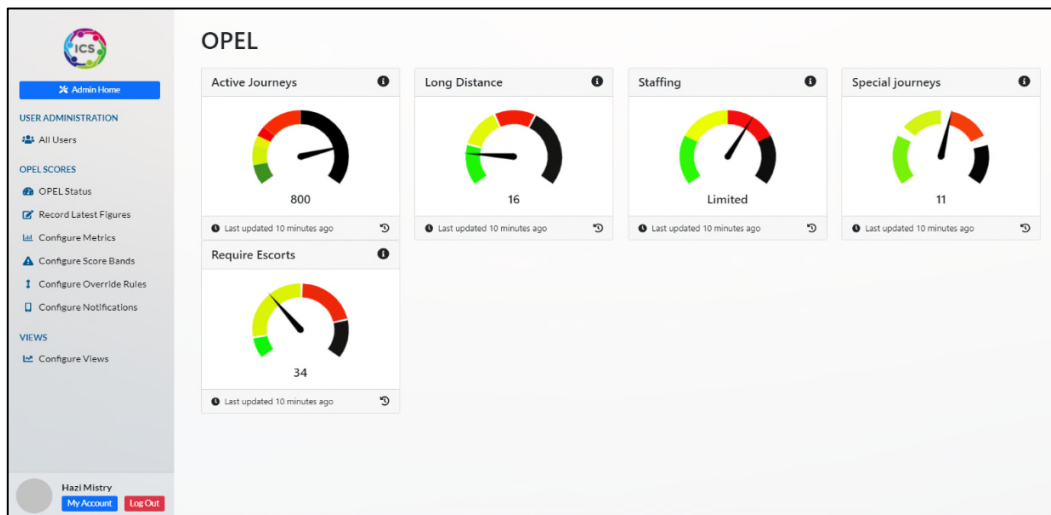 ICS
Admin Home
USER ADMINISTRATION
All Users
OPEL SCORES
OPEL Status
Record Latest Figures
Configure Metrics
Configure Score Bands
Configure Override Rules
Configure Notifications
VIEWS
Configure Views
Hazi Mistry
My Account
Log Out
OPEL
Active Journeys
800
Last updated 10 minutes ago
Long Distance
16
Last updated 10 minutes ago
Staffing
Limited
Last updated 10 minutes ago
Special journeys
11
Last updated 10 minutes ago
Require Escorts
34
Last updated 10 minutes ago